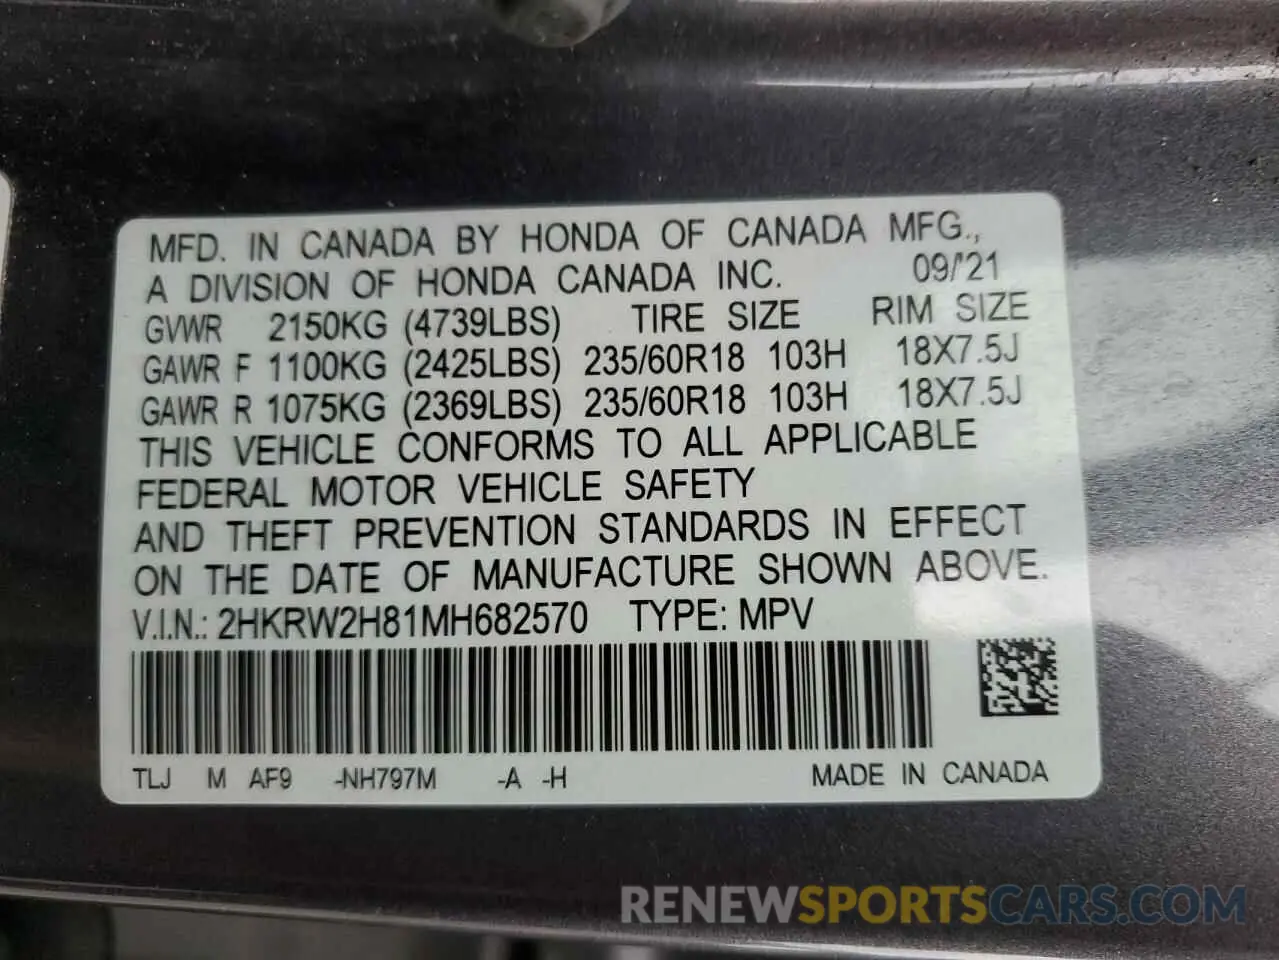 MFD. IN CANADA BY HONDA OF CANADA MFG.,
A DIVISION OF HONDA CANADA INC. 09/'21
GVWR 2150KG (4739LBS) TIRE SIZE RIM SIZE
GAWR F 1100KG (2425LBS) 235/60R18 103H 18X7.5J
GAWR R 1075KG (2369LBS) 235/60R18 103H 18X7.5J
THIS VEHICLE CONFORMS TO ALL APPLICABLE
FEDERAL MOTOR VEHICLE SAFETY
AND THEFT PREVENTION STANDARDS IN EFFECT
ON THE DATE OF MANUFACTURE SHOWN ABOVE.
V.I.N.: 2HKRW2H81MH682570 TYPE: MPV
TLJ M AF9 -NH797M -A -H MADE IN CANADA
RENEWSPORTSCARS.COM